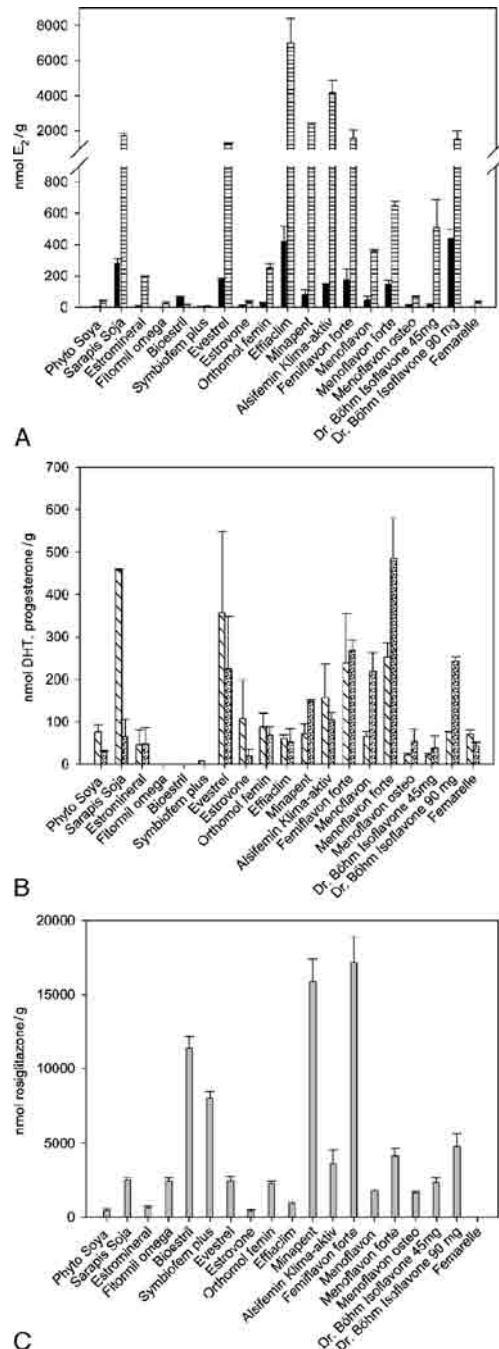 8000
6000
4000
2000
800
600
400
200
0
nmol E2/g
Phyto Soya
Sarapis Soja
Estromineral
Fitormil omega
Bioestril
Symbiofem plus
Evestrel
Estrovone
Orthomol femin
Effiaclim
Minapent
Alsifemin Klima-aktiv
Femiflavon forte
Menoflavon
Menoflavon forte
Menoflavon osteo
Dr. Böhm Isoflavone 45mg
Dr. Böhm Isoflavone 90 mg
Femarelle
A
700
600
500
400
300
200
100
0
nmol DHT, progesterone/g
Phyto Soya
Sarapis Soja
Estromineral
Fitormil omega
Bioestril
Symbiofem plus
Evestrel
Estrovone
Orthomol femin
Effiaclim
Minapent
Alsifemin Klima-aktiv
Femiflavon forte
Menoflavon
Menoflavon forte
Menoflavon osteo
Dr. Böhm Isoflavone 45mg
Dr. Böhm Isoflavone 90 mg
Femarelle
B
20000
15000
10000
5000
0
nmol rosiglitazone/g
Phyto Soya
Sarapis Soja
Estromineral
Fitormil omega
Bioestril
Symbiofem plus
Evestrel
Estrovone
Orthomol femin
Effiaclim
Minapent
Alsifemin Klima-aktiv
Femiflavon forte
Menoflavon
Menoflavon forte
Menoflavon osteo
Dr. Böhm Isoflavone 45mg
Dr. Böhm Isoflavone 90 mg
Femarelle
C